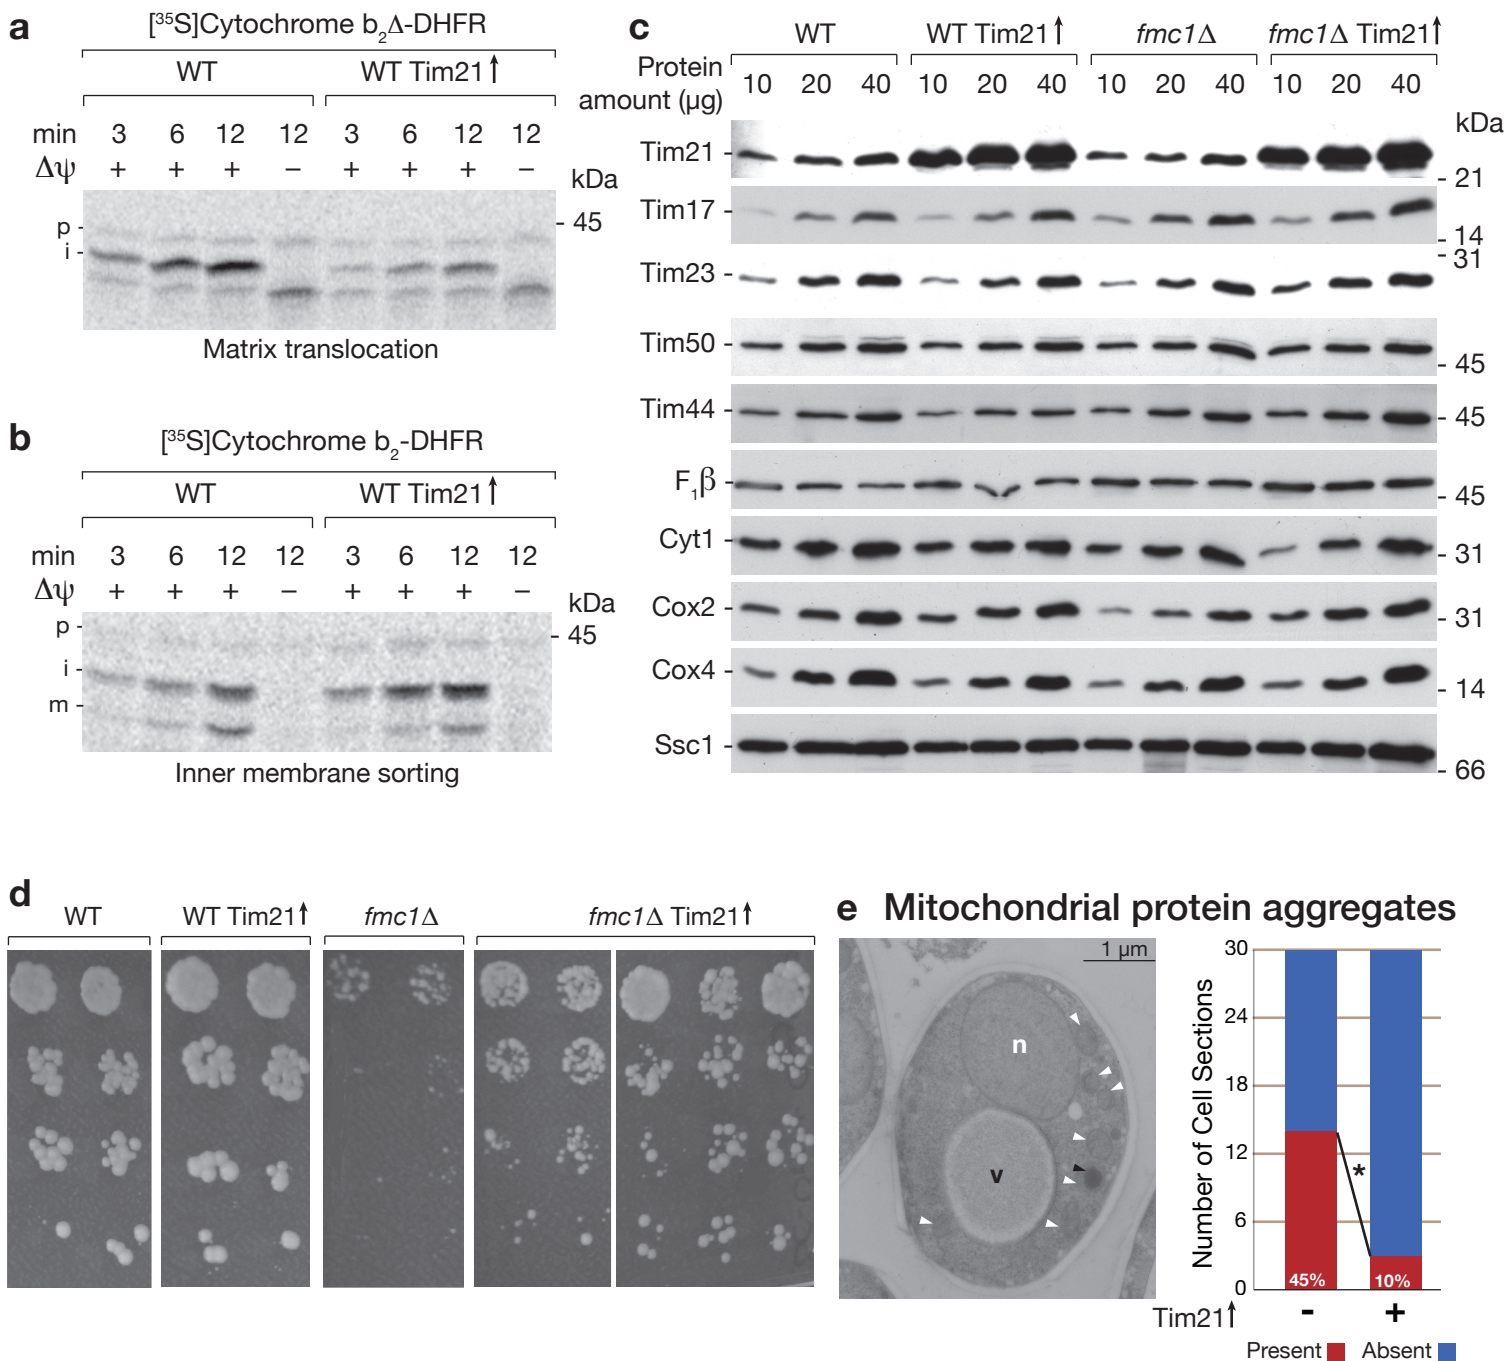 a
[³⁵S]Cytochrome b₂Δ-DHFR
WT WT Tim21↑
min 3 6 12 12 3 6 12 12
Δψ + + + – + + + –
kDa
p
i
45
Matrix translocation
b
[³⁵S]Cytochrome b₂-DHFR
WT WT Tim21↑
min 3 6 12 12 3 6 12 12
Δψ + + + – + + + –
kDa
p
i
m
45
Inner membrane sorting
c
WT WT Tim21↑ fmc1Δ fmc1Δ Tim21↑
Protein
amount (µg) 10 20 40 10 20 40 10 20 40 10 20 40
kDa
Tim21
21
Tim17
14
31
Tim23
Tim50
45
Tim44
45
F₁β
45
Cyt1
31
Cox2
31
Cox4
14
Ssc1
66
d
WT WT Tim21↑ fmc1Δ fmc1Δ Tim21↑
e Mitochondrial protein aggregates
1 µm
n
v
Number of Cell Sections
30
24
18
12
6
0
*
45% 10%
Tim21↑ - +
Present Absent